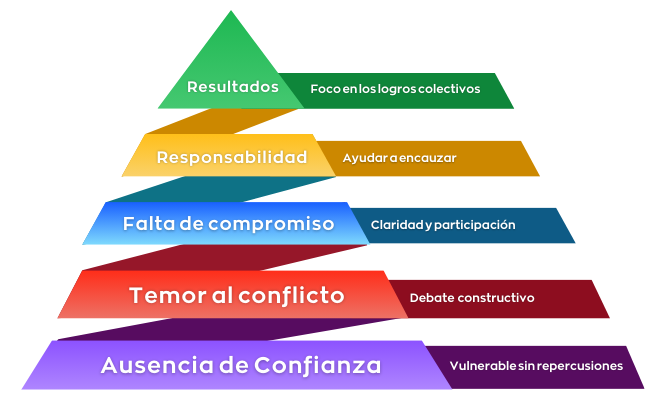 Resultados
Foco en los logros colectivos
Responsabilidad
Ayudar a encauzar
Falta de compromiso
Claridad y participación
Temor al conflicto
Debate constructivo
Ausencia de Confianza
Vulnerable sin repercusiones